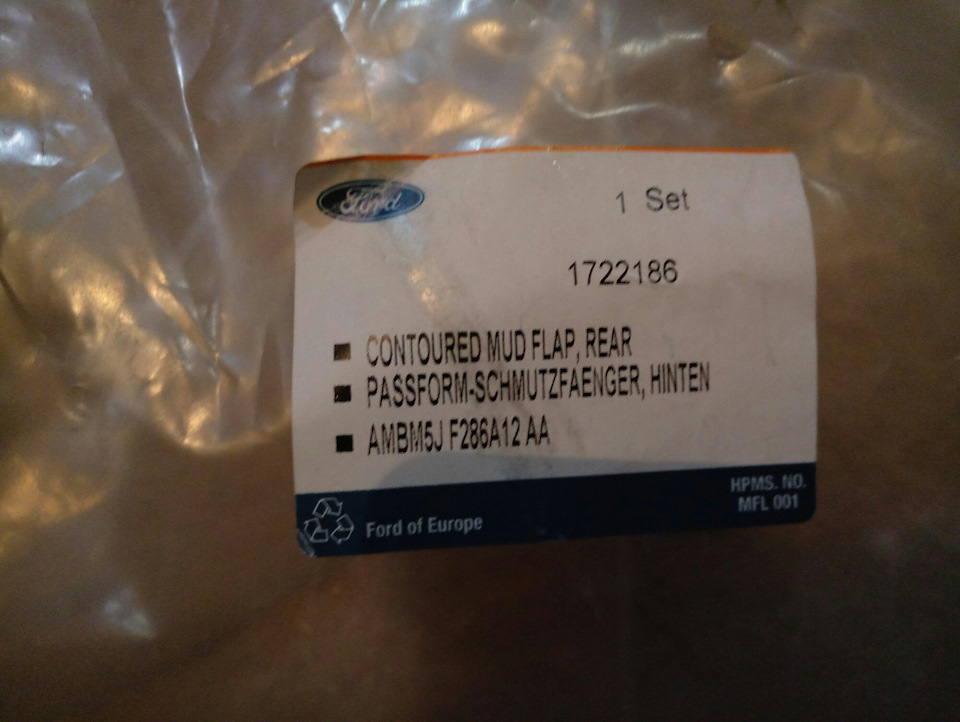 Ford
1 Set
1722186
CONTOURED MUD FLAP, REAR
PASSFORM-SCHMUTZFAENGER, HINTEN
AMBM5J F286A12 AA
HPMS. NO.
MFL 001
Ford of Europe